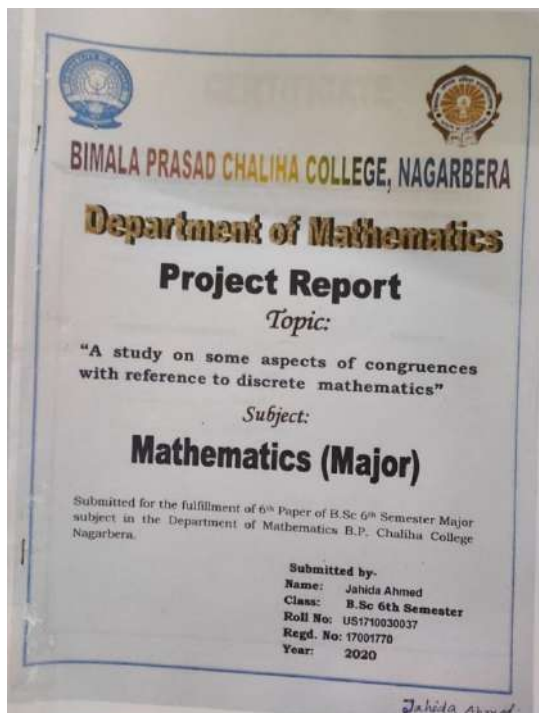 BIMALA PRASAD CHALIHA COLLEGE, NAGARBERA
Department of Mathematics
Project Report
Topic:
“A study on some aspects of congruences
with reference to discrete mathematics”
Subject:
Mathematics (Major)
Submitted for the fulfillment of 6th Paper of B.Sc 6th Semester Major
subject in the Department of Mathematics B.P. Chaliha College
Nagarbera.
Submitted by-
Name: Jahida Ahmed
Class: B.Sc 6th Semester
Roll No: US1710030037
Regd. No: 17001770
Year: 2020
Jahida Ahmed.